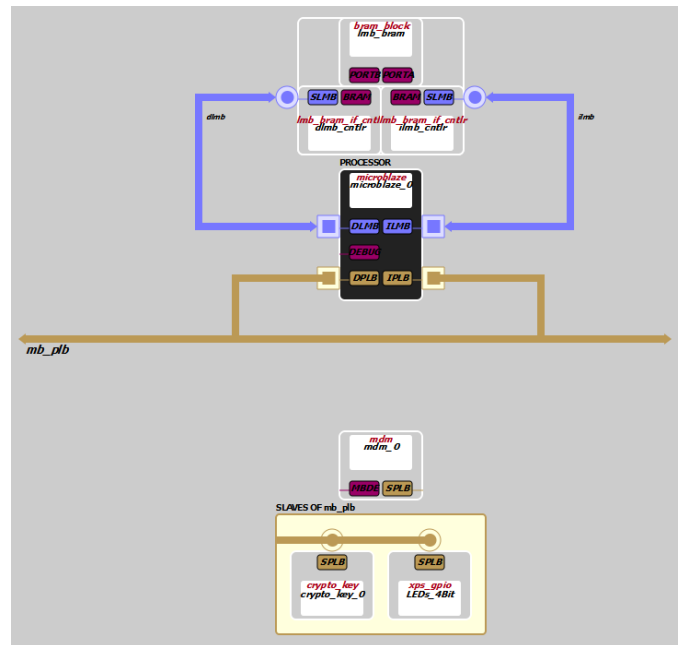 bram_block
lmb_bram
PORTB PORTA
SLMB BRAM BRAM SLMB
dlmb
ilmb
lmb_bram_if_cntlr lmb_bram_if_cntlr
dlmb_cntlr ilmb_cntlr
PROCESSOR
microblaze
microblaze_0
DLMB ILMB
DEBUG
DPLB IPLB
mb_plb
mdm
mdm_0
MBDB SPLB
SLAVES OF mb_plb
SPLB SPLB
crypto_key xps_gpio
crypto_key_0 LEDs_4Bit